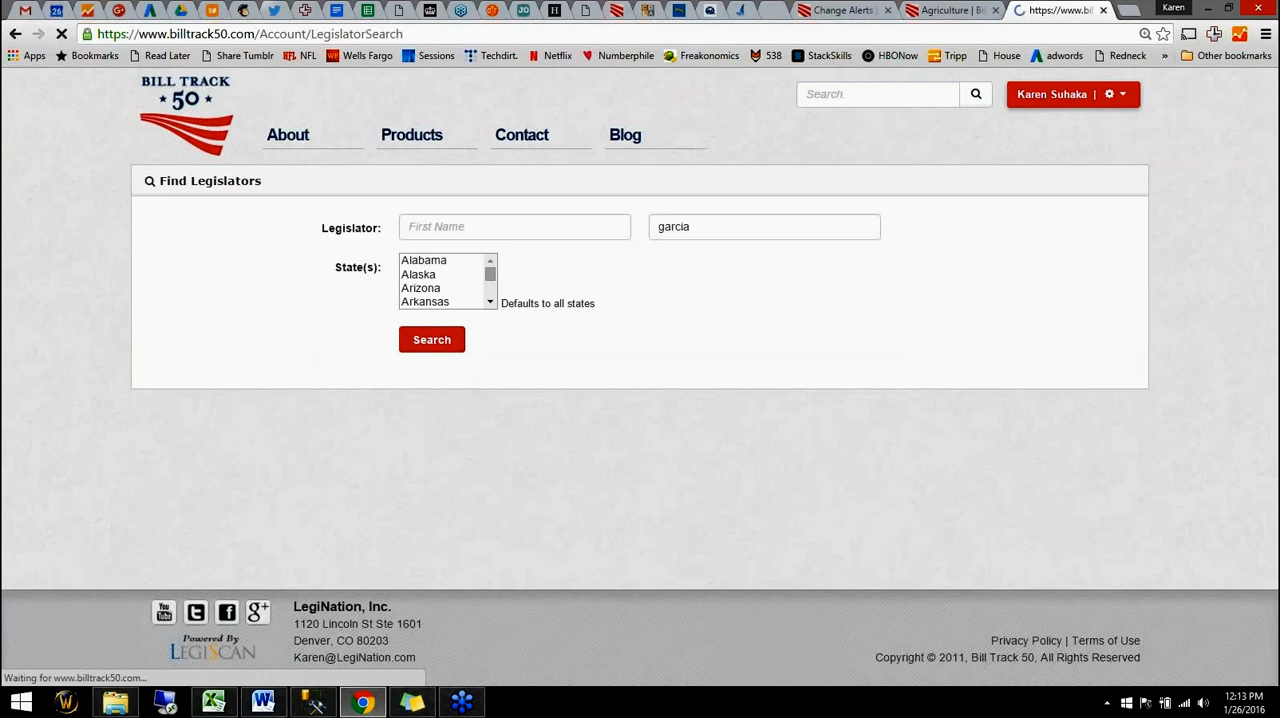 Change Alerts |
Agriculture | Bil
https://www.bil
Karen
https://www.billtrack50.com/Account/LegislatorSearch
Apps
Bookmarks
Read Later
Share Tumblr
NFL
Wells Fargo
Sessions
Techdirt.
Netflix
Numberphile
Freakonomics
538
StackSkills
HBONow
Tripp
House
adwords
Redneck
»
Other bookmarks
BILL TRACK
50
Search
Karen Suhaka |
About
Products
Contact
Blog
Find Legislators
Legislator:
First Name
garcia
State(s):
Alabama
Alaska
Arizona
Arkansas
Defaults to all states
Search
LegiNation, Inc.
1120 Lincoln St Ste 1601
Denver, CO 80203
Karen@LegiNation.com
Powered By
LEGISCAN
Privacy Policy | Terms of Use
Copyright © 2011, Bill Track 50, All Rights Reserved
Waiting for www.billtrack50.com...
12:13 PM
1/26/2016